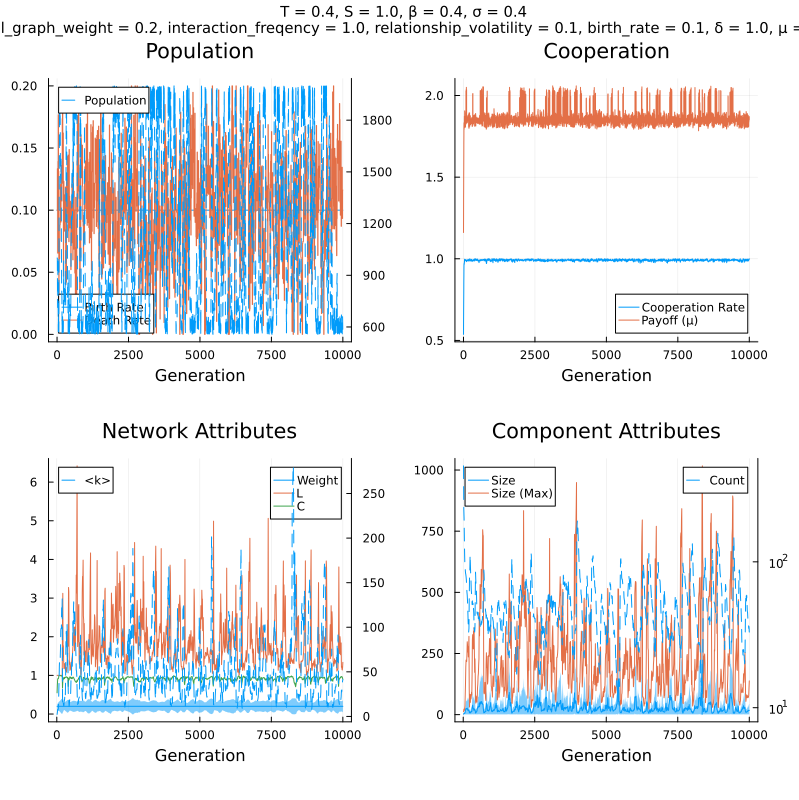 T = 0.4, S = 1.0, β = 0.4, σ = 0.4
l_graph_weight = 0.2, interaction_freqency = 1.0, relationship_volatility = 0.1, birth_rate = 0.1, δ = 1.0, μ =
Population
Cooperation
0.20
0.15
0.10
0.05
0.00
1800
1500
1200
900
600
Population
Birth Rate
Death Rate
0 2500 5000 7500 10000
Generation
2.0
1.5
1.0
0.5
Cooperation Rate
Payoff (μ)
0 2500 5000 7500 10000
Generation
Network Attributes
Component Attributes
6
5
4
3
2
1
0
250
200
150
100
50
0
<k>
Weight
L
C
0 2500 5000 7500 10000
Generation
1000
750
500
250
0
10²
10¹
Size
Size (Max)
Count
0 2500 5000 7500 10000
Generation